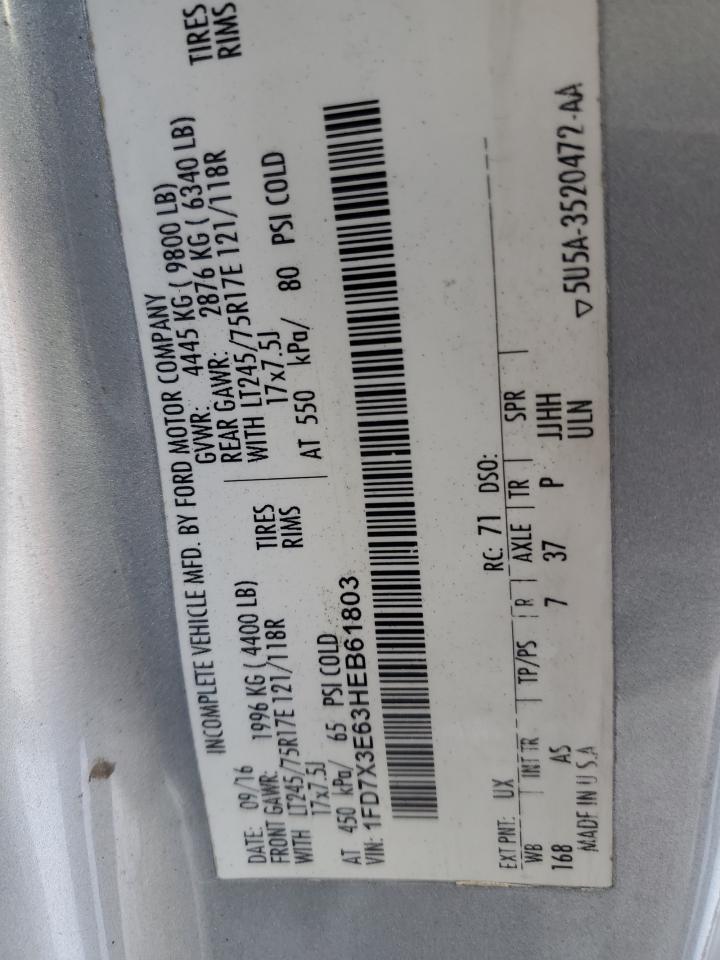 INCOMPLETE VEHICLE MFD. BY FORD MOTOR COMPANY
DATE: 09/16 GVWR: 4445 KG ( 9800 LB)
FRONT GAWR: 1996 KG ( 4400 LB) REAR GAWR: 2876 KG ( 6340 LB)
WITH LT245/75R17E 121/118R TIRES WITH LT245/75R17E 121/118R TIRES
17x7.5J RIMS 17x7.5J RIMS
AT 450 kPa/ 65 PSI COLD AT 550 kPa/ 80 PSI COLD
VIN: 1FD7X3E63HEB61803
EXT PNT: UX RC: 71 DSO:
WB INT TR. TP/PS R AXLE TR SPR
168 AS 7 37 P JJHH
MADE IN U S A ULN
▽5U5A-3520472-AA